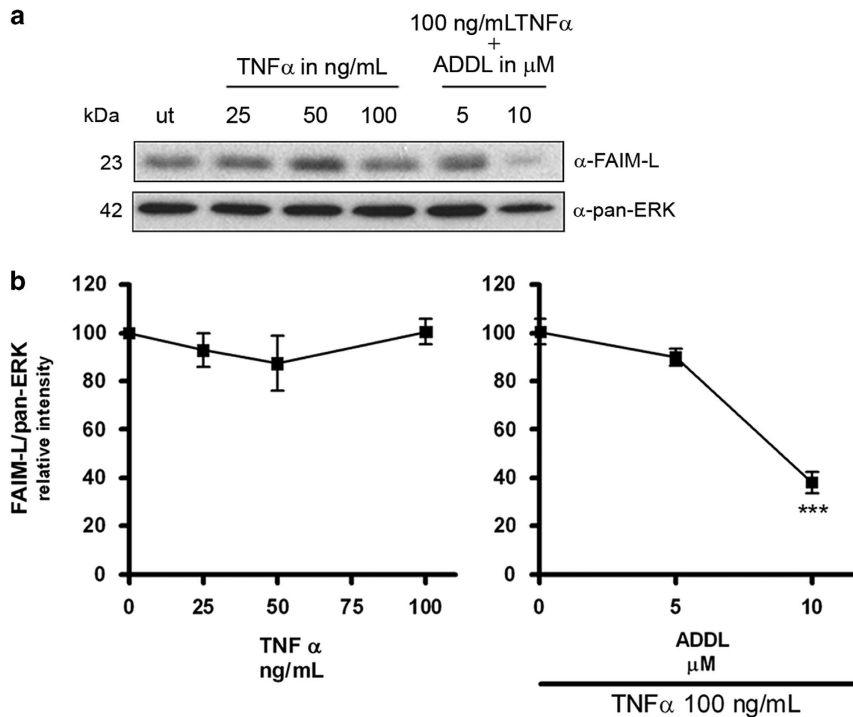 a
100 ng/mLTNFα
+
TNFα in ng/mL ADDL in μM
kDa ut 25 50 100 5 10
23 α-FAIM-L
42 α-pan-ERK
b
FAIM-L/pan-ERK
relative intensity
120 120
100 100
80 80
60 60
40 40
20 20
0 0
***
0 25 50 75 100 0 5 10
TNF α
ng/mL
ADDL
μM
TNFα 100 ng/mL